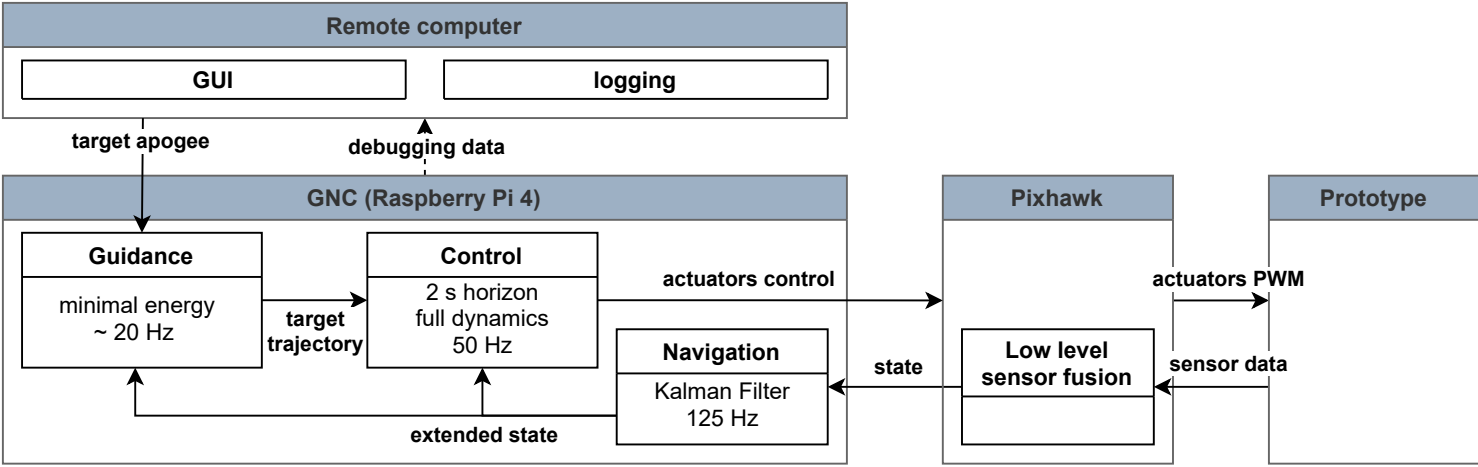 Remote computer
GUI
logging
target apogee
debugging data
GNC (Raspberry Pi 4)
Pixhawk
Prototype
Guidance
minimal energy
~ 20 Hz
target
trajectory
Control
2 s horizon
full dynamics
50 Hz
actuators control
actuators PWM
Navigation
Kalman Filter
125 Hz
state
Low level
sensor fusion
sensor data
extended state